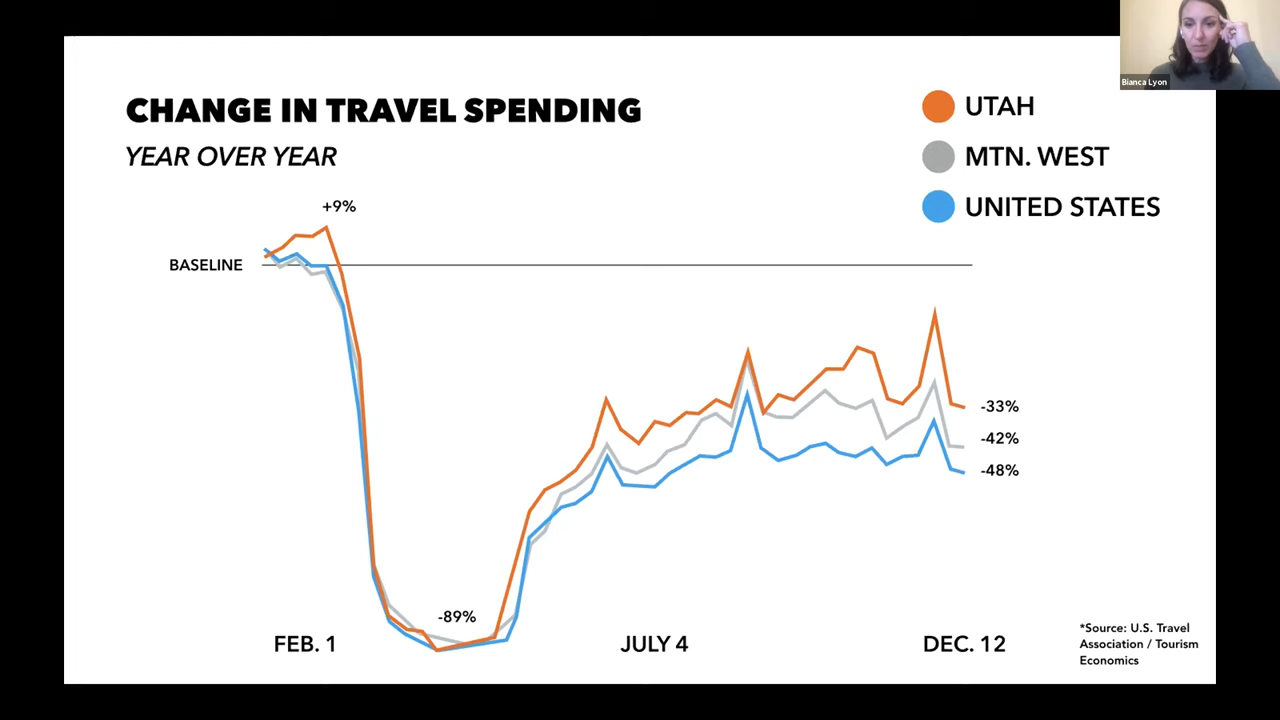 Bianca Lyon
CHANGE IN TRAVEL SPENDING
YEAR OVER YEAR
UTAH
MTN. WEST
UNITED STATES
+9%
BASELINE
-33%
-42%
-48%
-89%
FEB. 1
JULY 4
DEC. 12
*Source: U.S. Travel
Association / Tourism
Economics